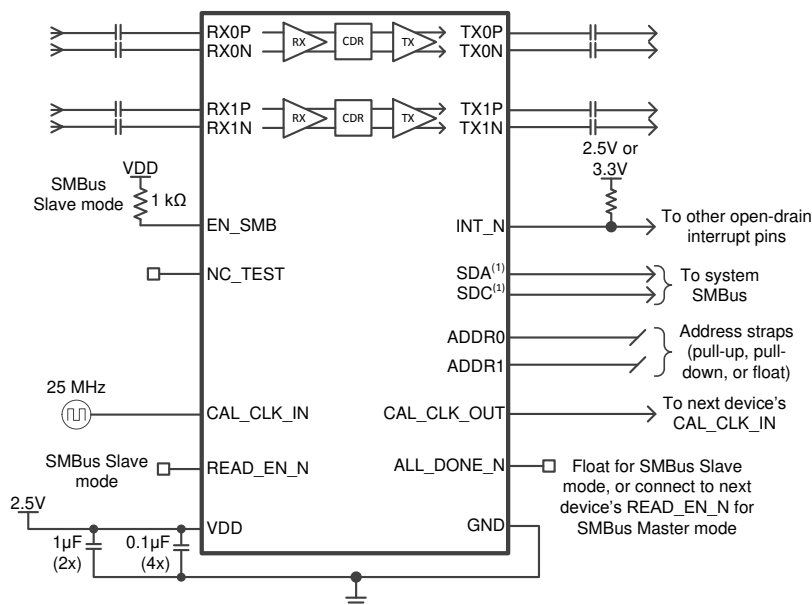 RX0P
RX0N
RX
CDR
TX
TX0P
TX0N
RX1P
RX1N
RX
CDR
TX
TX1P
TX1N
VDD
SMBus
Slave mode
1 kΩ
EN_SMB
2.5V or
3.3V
INT_N
To other open-drain
interrupt pins
NC_TEST
SDA(1)
SDC(1)
To system
SMBus
ADDR0
ADDR1
Address straps
(pull-up, pull-
down, or float)
25 MHz
CAL_CLK_IN
CAL_CLK_OUT
To next device's
CAL_CLK_IN
SMBus Slave
mode
READ_EN_N
ALL_DONE_N
Float for SMBus Slave
mode, or connect to next
device's READ_EN_N for
SMBus Master mode
2.5V
VDD
GND
1μF
(2x)
0.1μF
(4x)